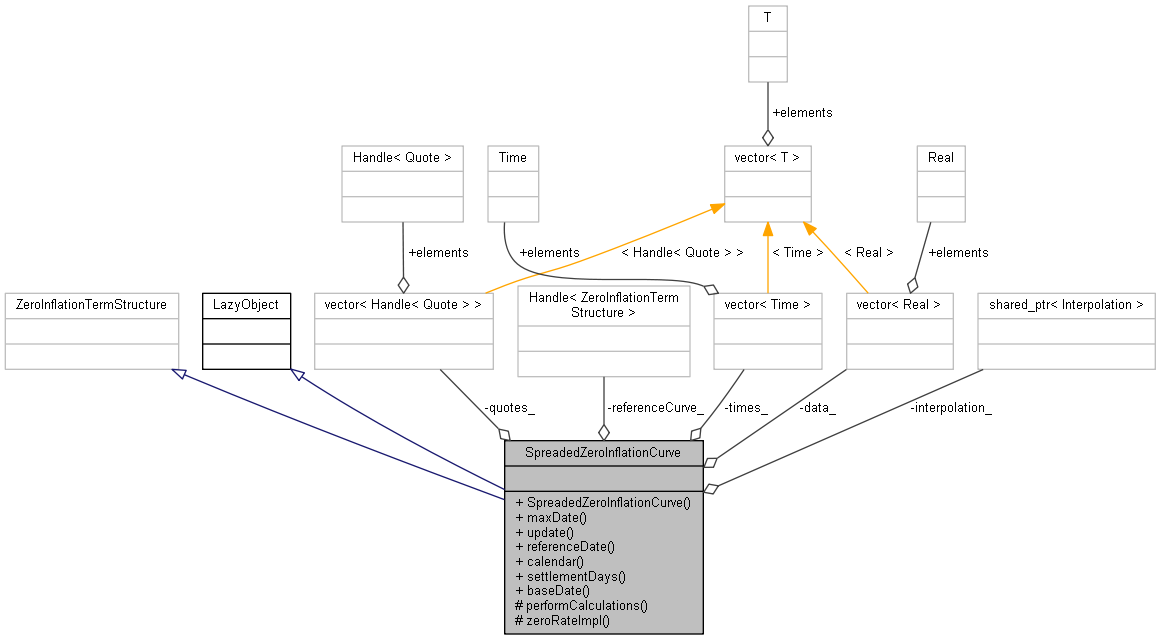 T
+elements
Handle< Quote >
Time
vector< T >
Real
+elements
+elements
< Handle< Quote > >
< Time >
< Real >
+elements
ZeroInflationTermStructure
LazyObject
vector< Handle< Quote > >
Handle< ZeroInflationTerm
Structure >
vector< Time >
vector< Real >
shared_ptr< Interpolation >
-quotes_
-referenceCurve_
-times_
-data_
-interpolation_
SpreadedZeroInflationCurve
+ SpreadedZeroInflationCurve()
+ maxDate()
+ update()
+ referenceDate()
+ calendar()
+ settlementDays()
+ baseDate()
# performCalculations()
# zeroRateImpl()